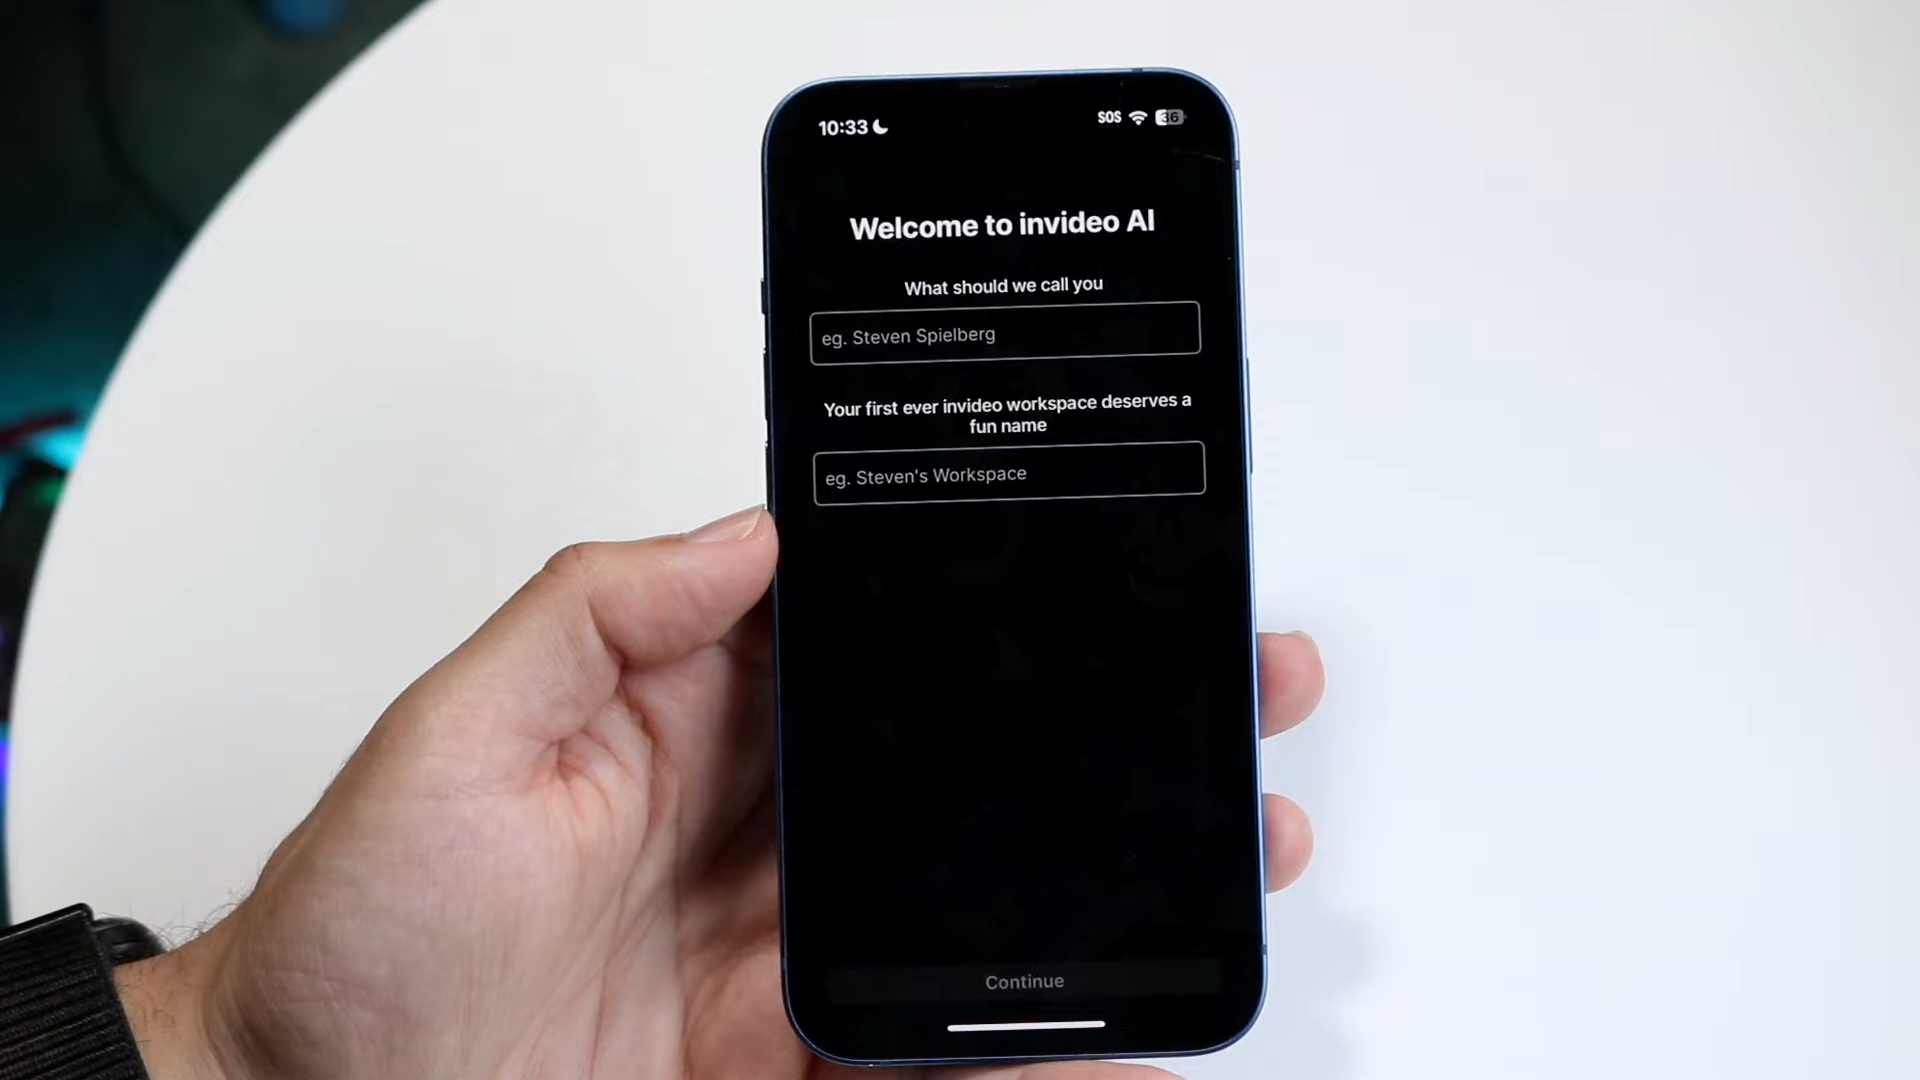 10:33
SOS
36
Welcome to invideo AI
What should we call you
eg. Steven Spielberg
Your first ever invideo workspace deserves a
fun name
eg. Steven's Workspace
Continue